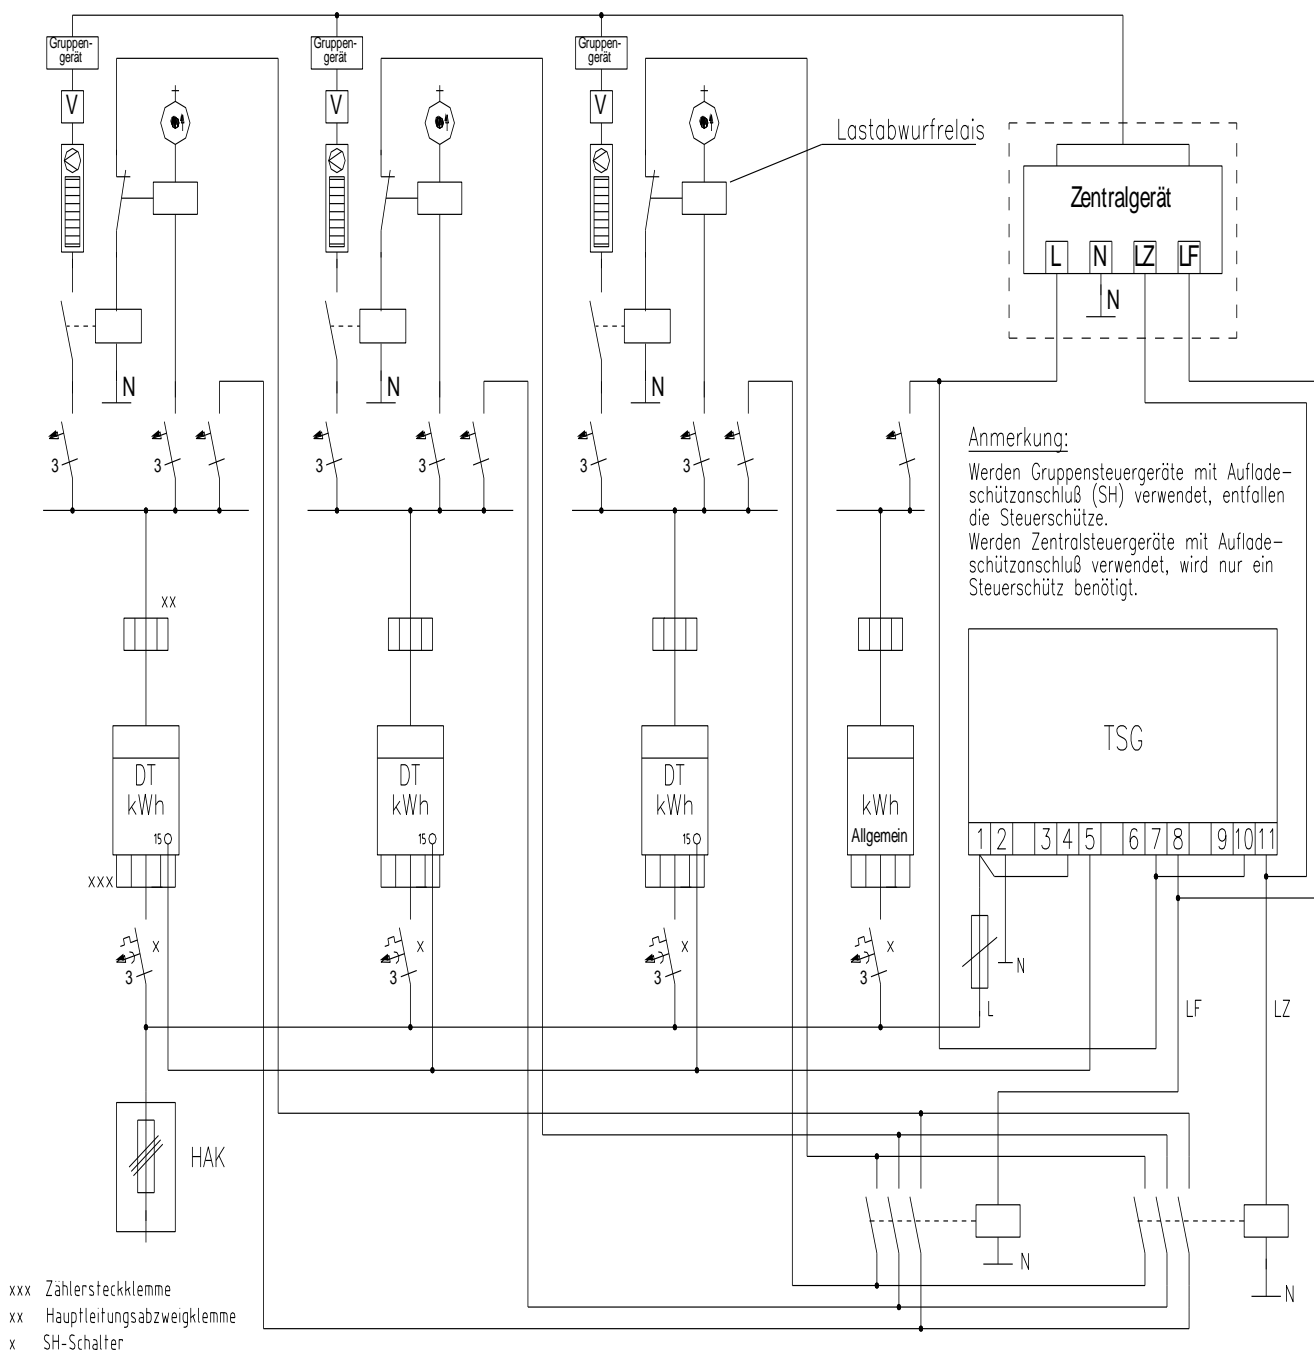 Gruppen-
gerät
Gruppen-
gerät
Gruppen-
gerät
V
V
V
Lastabwurfrelais
Zentralgerät
L N LZ LF
N
N
N
N
Anmerkung:
Werden Gruppensteuergeräte mit Auflade-
schützanschluß (SH) verwendet, entfallen
die Steuerschütze.
Werden Zentralsteuergeräte mit Auflade-
schützanschluß verwendet, wird nur ein
Steuerschütz benötigt.
3 3
3 3
3 3
xx
TSG
DT
kWh
15
DT
kWh
15
DT
kWh
15
kWh
Allgemein
1 2 3 4 5 6 7 8 9 10 11
xxx
x
3
x
3
x
3
x
3
N
L
LF
LZ
HAK
N
N
xxx Zählersteckklemme
xx Hauptleitungsabzweigklemme
x SH-Schalter